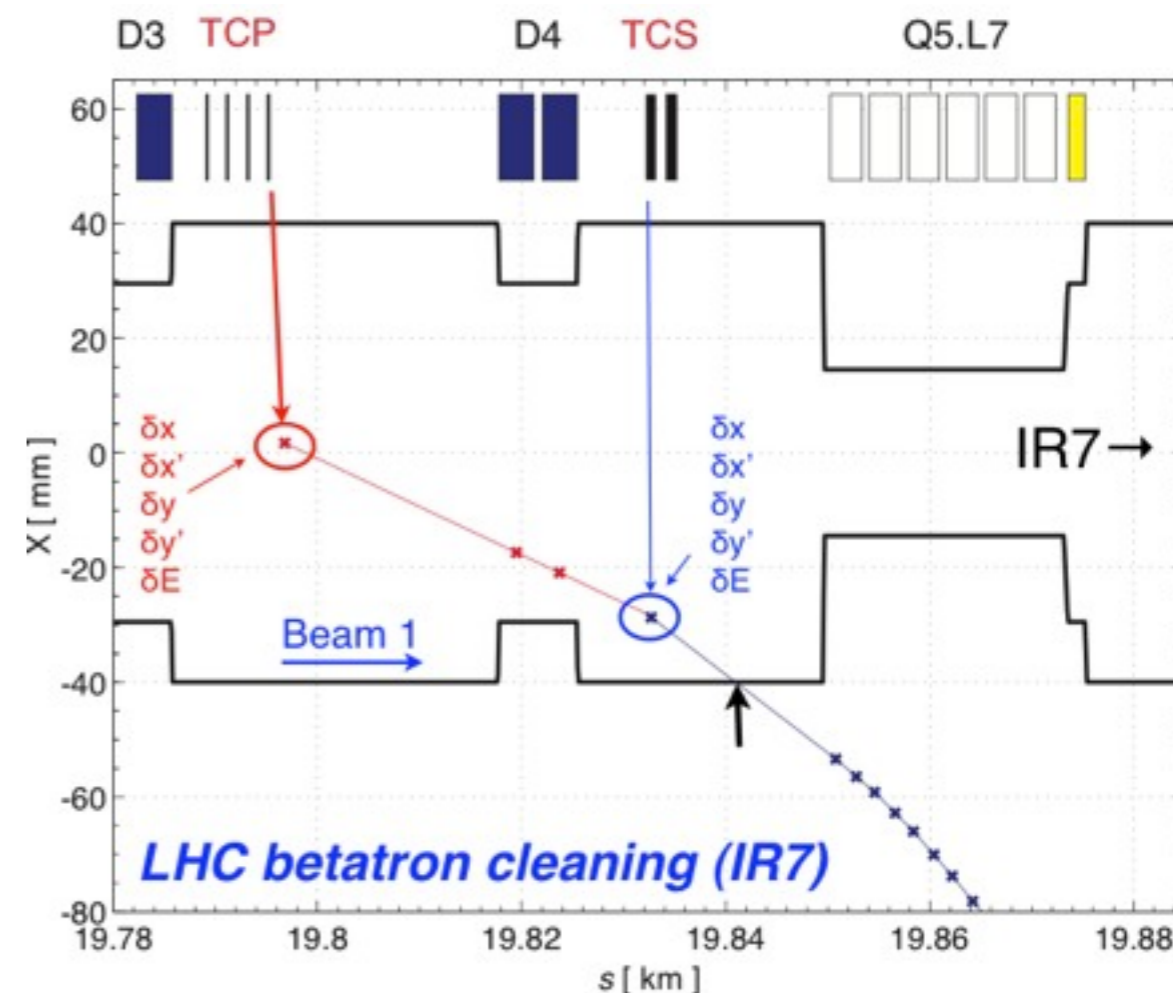 D3 TCP D4 TCS Q5.L7
60
40
20
0
-20
-40
-60
-80
X [ mm ]
δx
δx'
δy
δy'
δE
δx
δx'
δy
δy'
δE
IR7→
Beam 1
LHC betatron cleaning (IR7)
19.78 19.8 19.82 19.84 19.86 19.88
s [ km ]